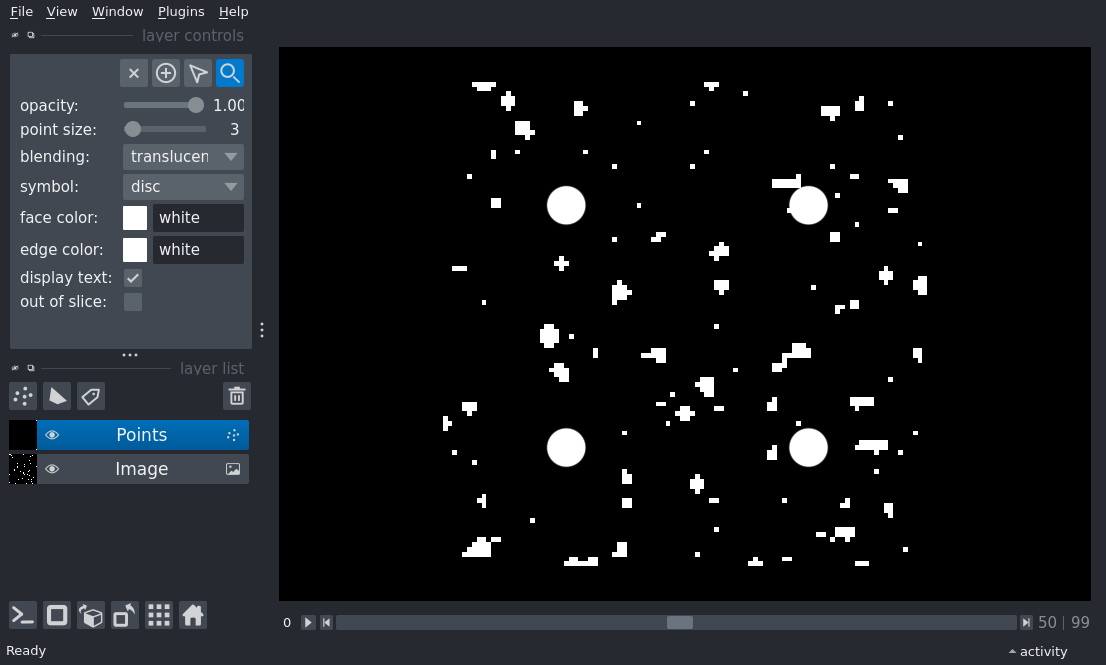 File View Window Plugins Help
layer controls
opacity: 1.00
point size: 3
blending: translucen
symbol: disc
face color: white
edge color: white
display text:
out of slice:
layer list
Points
Image
0 50 | 99
Ready activity